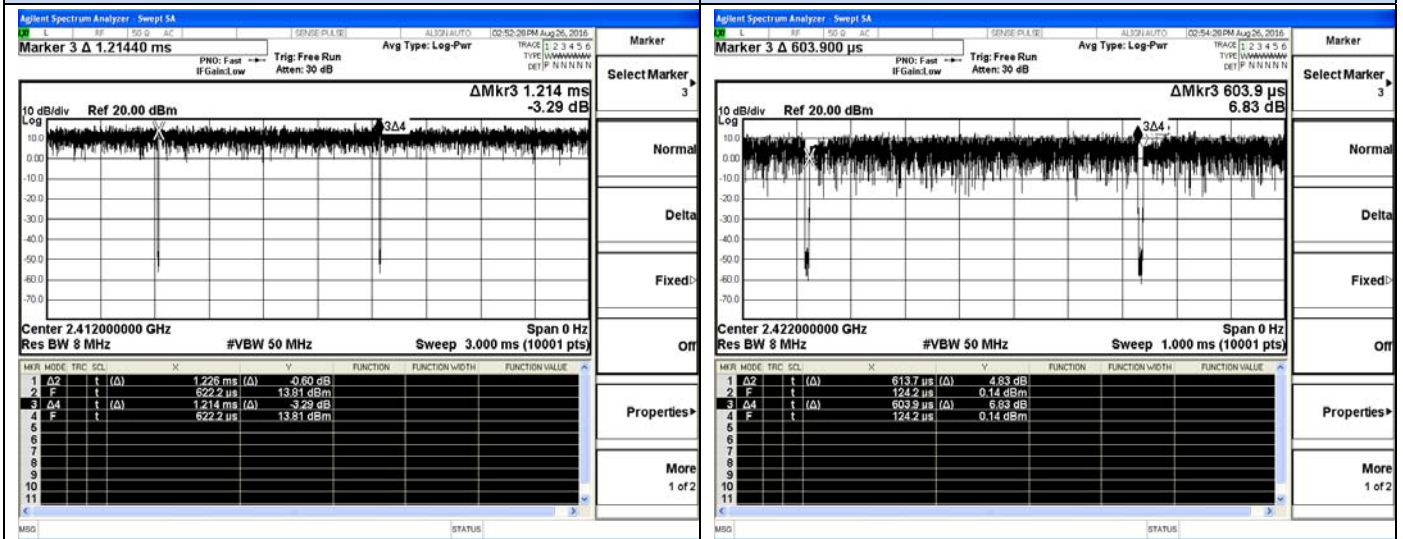 Agilent Spectrum Analyzer - Swept SA
L RF 50 Ω AC SENSE:PULSE ALIGNAUTO 02:52:28 PM Aug 26, 2016
Marker 3 Δ 1.21440 ms
PNO: Fast
IFGain:Low
Trig: Free Run
Atten: 30 dB
Avg Type: Log-Pwr
TRACE 1 2 3 4 5 6
TYPE
DET P N N N N N
ΔMkr3 1.214 ms
-3.29 dB
10 dB/div Ref 20.00 dBm
Log
10.0
0.00
-10.0
-20.0
-30.0
-40.0
-50.0
-60.0
-70.0
3Δ4
Center 2.412000000 GHz Span 0 Hz
Res BW 8 MHz #VBW 50 MHz Sweep 3.000 ms (10001 pts)
MKR MODE TRC SCL X Y FUNCTION FUNCTION WIDTH FUNCTION VALUE
1 Δ2 t (Δ) 1.226 ms (Δ) -0.60 dB
2 F t 622.2 µs 13.81 dBm
3 Δ4 t (Δ) 1.214 ms (Δ) -3.29 dB
4 F t 622.2 µs 13.81 dBm
5
6
7
8
9
10
11
MSG STATUS
Marker
Select Marker
3
Normal
Delta
Fixed
Off
Properties
More
1 of 2
Agilent Spectrum Analyzer - Swept SA
L RF 50 Ω AC SENSE:PULSE ALIGNAUTO 02:54:28 PM Aug 26, 2016
Marker 3 Δ 603.900 µs
PNO: Fast
IFGain:Low
Trig: Free Run
Atten: 30 dB
Avg Type: Log-Pwr
TRACE 1 2 3 4 5 6
TYPE
DET P N N N N N
ΔMkr3 603.9 µs
6.83 dB
10 dB/div Ref 20.00 dBm
Log
10.0
0.00
-10.0
-20.0
-30.0
-40.0
-50.0
-60.0
-70.0
3Δ4
Center 2.422000000 GHz Span 0 Hz
Res BW 8 MHz #VBW 50 MHz Sweep 1.000 ms (10001 pts)
MKR MODE TRC SCL X Y FUNCTION FUNCTION WIDTH FUNCTION VALUE
1 Δ2 t (Δ) 613.7 µs (Δ) 4.83 dB
2 F t 124.2 µs 0.14 dBm
3 Δ4 t (Δ) 603.9 µs (Δ) 6.83 dB
4 F t 124.2 µs 0.14 dBm
5
6
7
8
9
10
11
MSG STATUS
Marker
Select Marker
3
Normal
Delta
Fixed
Off
Properties
More
1 of 2